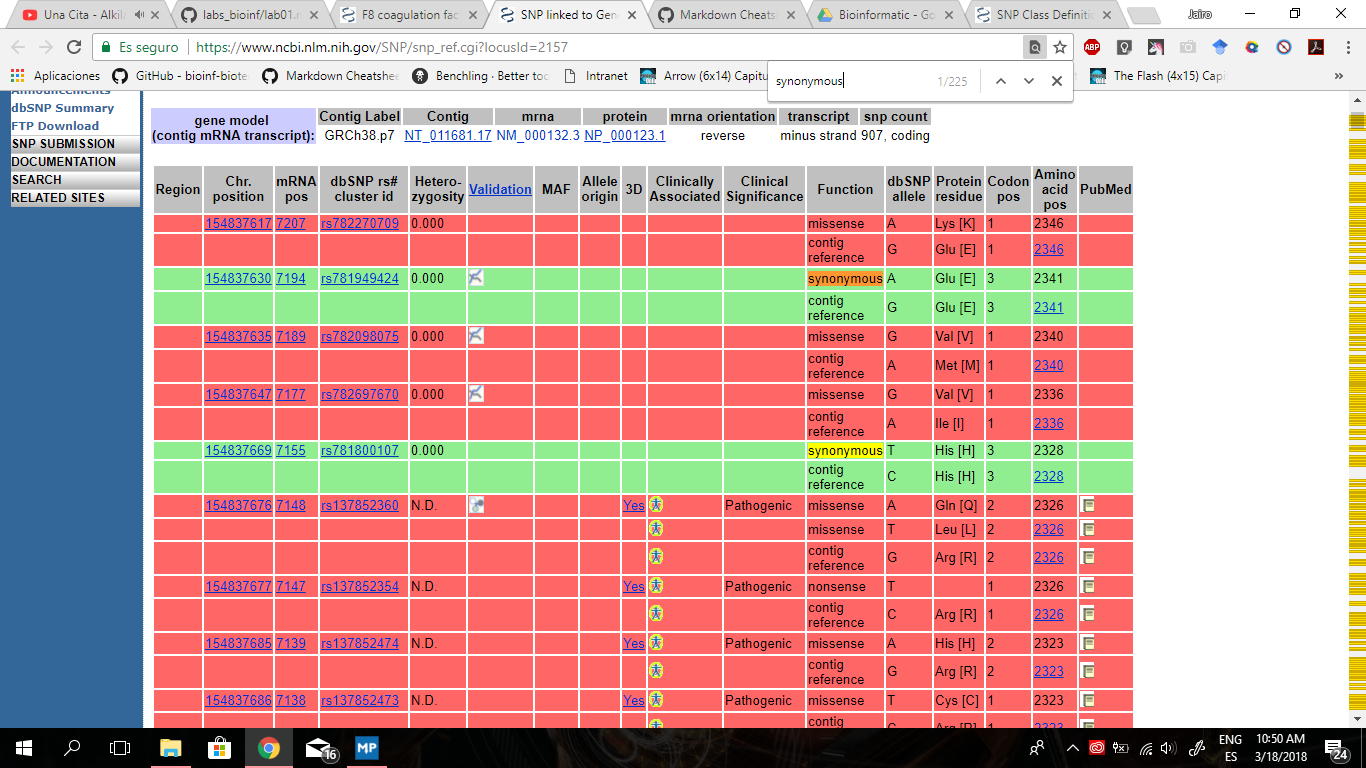 Una Cita - Alkil
labs_bioinf/lab01.r
F8 coagulation fac
SNP linked to Gene
Markdown Cheatsh
Bioinformatic - Go
SNP Class Definitio
Jairo
Es seguro https://www.ncbi.nlm.nih.gov/SNP/snp_ref.cgi?locusId=2157
ABP
Aplicaciones
GitHub - bioinf-biote
Markdown Cheatshee
Benchling · Better too
Intranet
Arrow (6x14) Capitu
The Flash (4x15) Capi
»
synonymous 1/225
Announcements
dbSNP Summary
FTP Download
SNP SUBMISSION
DOCUMENTATION
SEARCH
RELATED SITES
gene model
(contig mRNA transcript):
Contig Label Contig mrna protein mrna orientation transcript snp count
GRCh38.p7 NT_011681.17 NM_000132.3 NP_000123.1 reverse minus strand 907, coding
Region Chr. position mRNA pos dbSNP rs# cluster id Hetero-zygosity Validation MAF Allele origin 3D Clinically Associated Clinical Significance Function dbSNP allele Protein residue Codon pos Amino acid pos PubMed
154837617 7207 rs782270709 0.000 missense A Lys [K] 1 2346
contig reference G Glu [E] 1 2346
154837630 7194 rs781949424 0.000 synonymous A Glu [E] 3 2341
contig reference G Glu [E] 3 2341
154837635 7189 rs782098075 0.000 missense G Val [V] 1 2340
contig reference A Met [M] 1 2340
154837647 7177 rs782697670 0.000 missense G Val [V] 1 2336
contig reference A Ile [I] 1 2336
154837669 7155 rs781800107 0.000 synonymous T His [H] 3 2328
contig reference C His [H] 3 2328
154837676 7148 rs137852360 N.D. Yes Pathogenic missense A Gln [Q] 2 2326
missense T Leu [L] 2 2326
contig reference G Arg [R] 2 2326
154837677 7147 rs137852354 N.D. Yes Pathogenic nonsense T 1 2326
contig reference C Arg [R] 1 2326
154837685 7139 rs137852474 N.D. Yes Pathogenic missense A His [H] 2 2323
contig reference G Arg [R] 2 2323
154837686 7138 rs137852473 N.D. Yes Pathogenic missense T Cys [C] 1 2323
contig C Arg [R] 1 2323
16
MP
ENG
ES
10:50 AM
3/18/2018
24